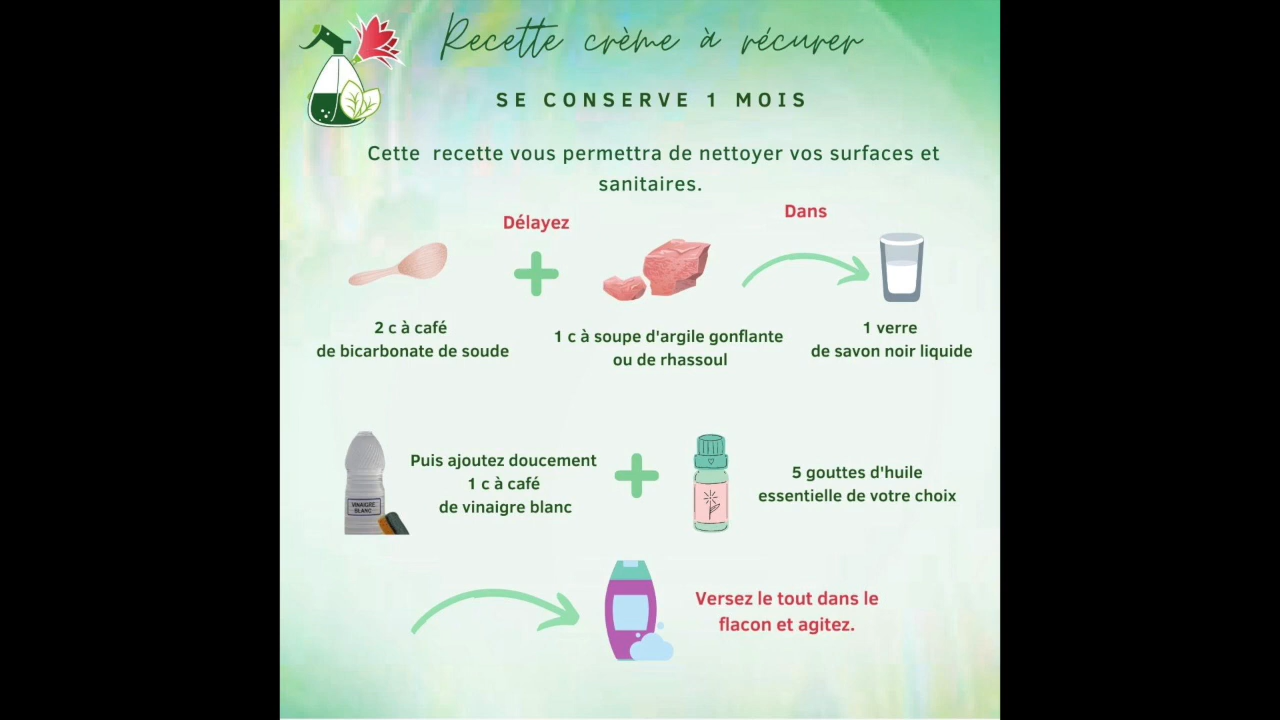 Recette crème à récurer
SE CONSERVE 1 MOIS
Cette recette vous permettra de nettoyer vos surfaces et
sanitaires.
Délayez
Dans
2 c à café
de bicarbonate de soude
1 c à soupe d'argile gonflante
ou de rhassoul
1 verre
de savon noir liquide
VINAIGRE
BLANC
Puis ajoutez doucement
1 c à café
de vinaigre blanc
5 gouttes d'huile
essentielle de votre choix
Versez le tout dans le
flacon et agitez.